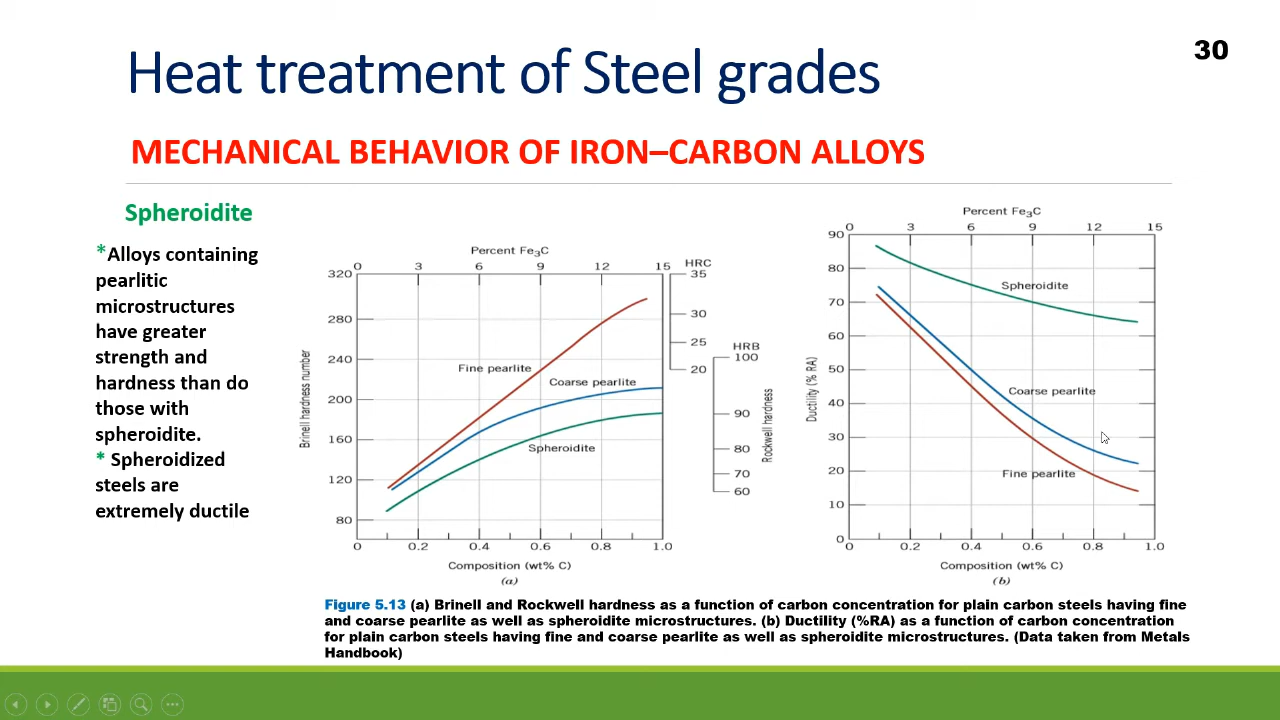 30
Heat treatment of Steel grades
MECHANICAL BEHAVIOR OF IRON–CARBON ALLOYS
Spheroidite
*Alloys containing
pearlitic
microstructures
have greater
strength and
hardness than do
those with
spheroidite.
* Spheroidized
steels are
extremely ductile
Percent Fe₃C
0 3 6 9 12 15
HRC
320
280
240
200
160
120
80
Brinell hardness number
Fine pearlite
Coarse pearlite
Spheroidite
35
30
25
20
HRB
100
90
80
70
60
Rockwell hardness
0 0.2 0.4 0.6 0.8 1.0
Composition (wt% C)
(a)
Percent Fe₃C
0 3 6 9 12 15
90
80
70
60
50
40
30
20
10
0
Ductility (% RA)
Spheroidite
Coarse pearlite
Fine pearlite
0 0.2 0.4 0.6 0.8 1.0
Composition (wt% C)
(b)
Figure 5.13 (a) Brinell and Rockwell hardness as a function of carbon concentration for plain carbon steels having fine
and coarse pearlite as well as spheroidite microstructures. (b) Ductility (%RA) as a function of carbon concentration
for plain carbon steels having fine and coarse pearlite as well as spheroidite microstructures. (Data taken from Metals
Handbook)